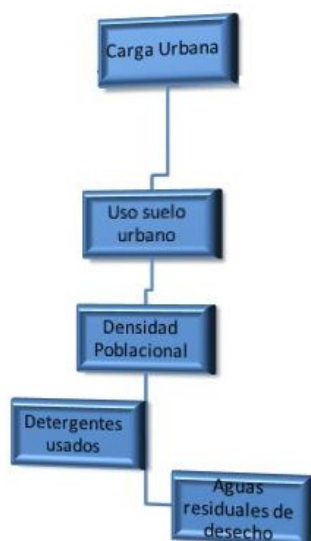 Carga Urbana
Uso suelo
urbano
Densidad
Poblacional
Detergentes
usados
Aguas
residuales de
desecho